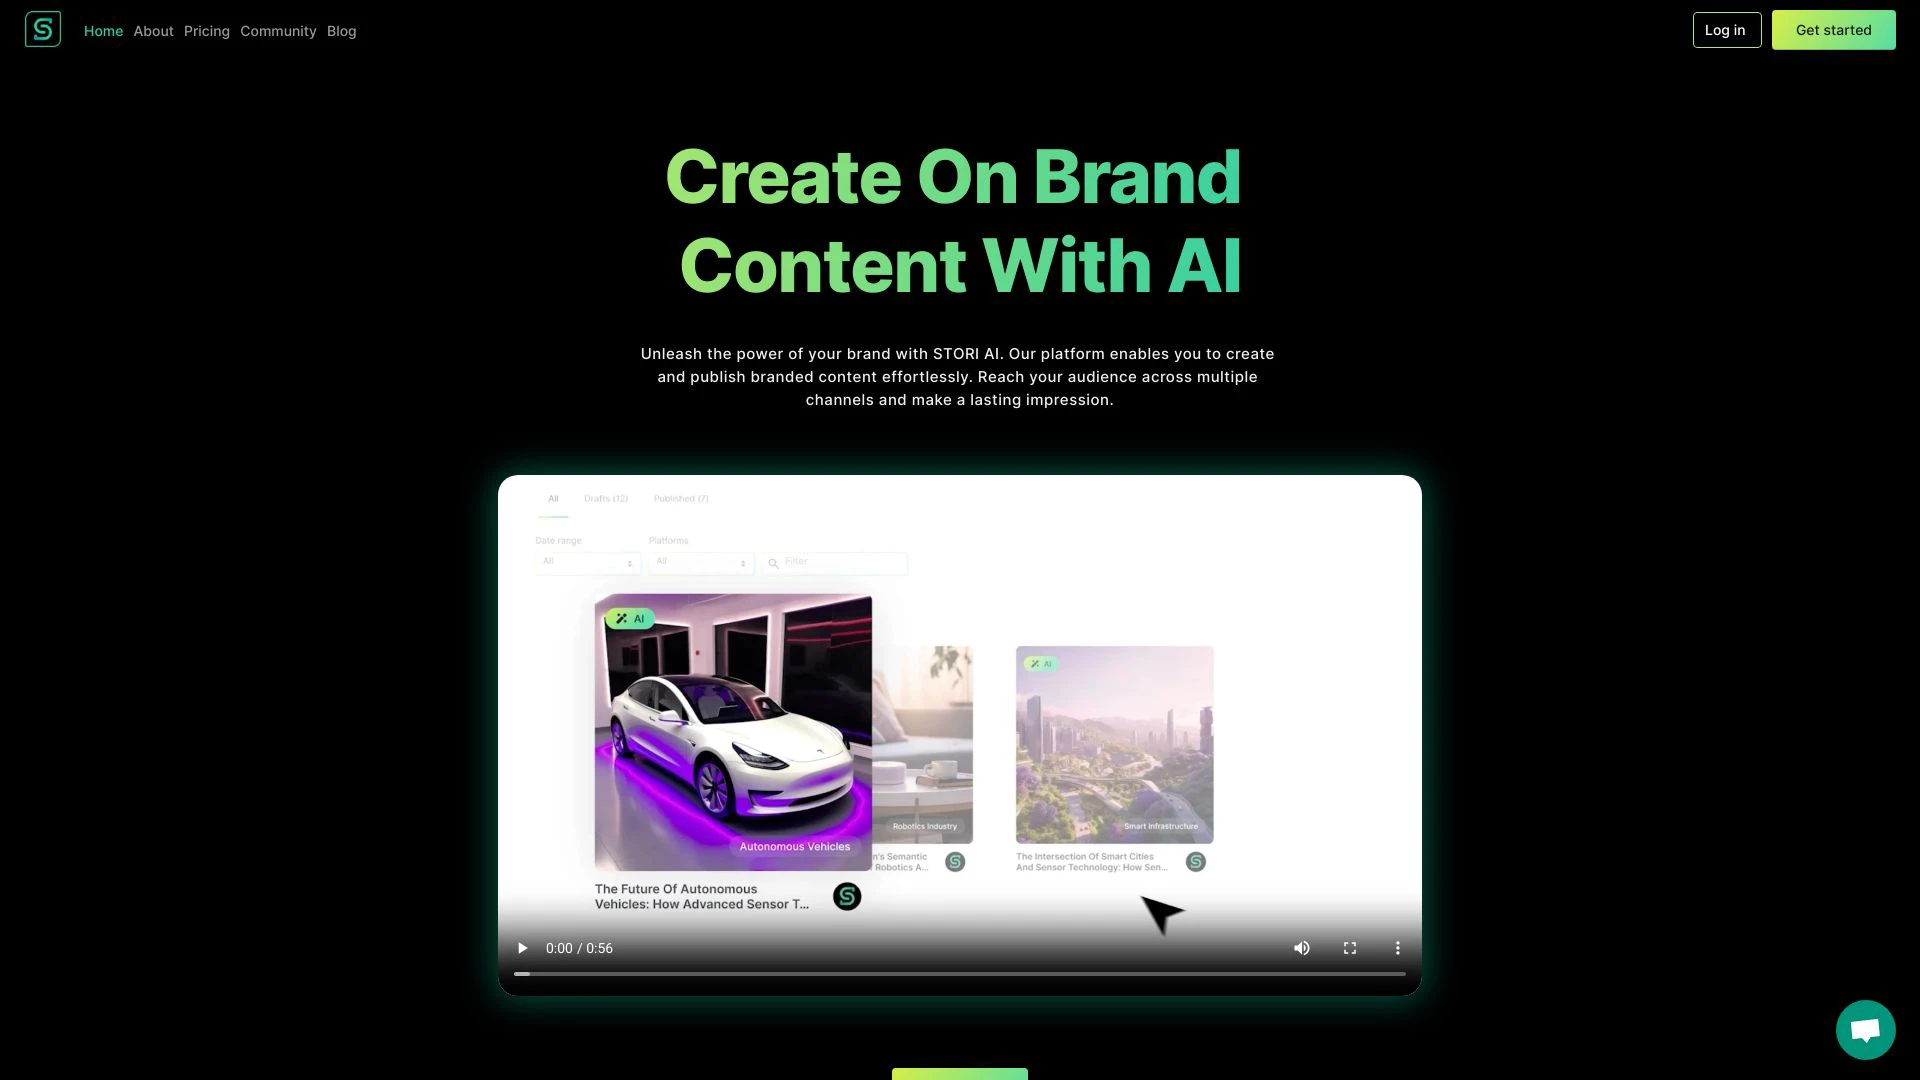 Home About Pricing Community Blog
Log in
Get started
Create On Brand
Content With AI
Unleash the power of your brand with STORI AI. Our platform enables you to create
and publish branded content effortlessly. Reach your audience across multiple
channels and make a lasting impression.
All Drafts (12) Published (7)
Date range Platforms
All All Filter
AI
AI
Autonomous Vehicles
Robotics Industry
Smart Infrastructure
The Future Of Autonomous
Vehicles: How Advanced Sensor T...
n's Semantic
Robotics A...
The Intersection Of Smart Cities
And Sensor Technology: How Sen...
0:00 / 0:56